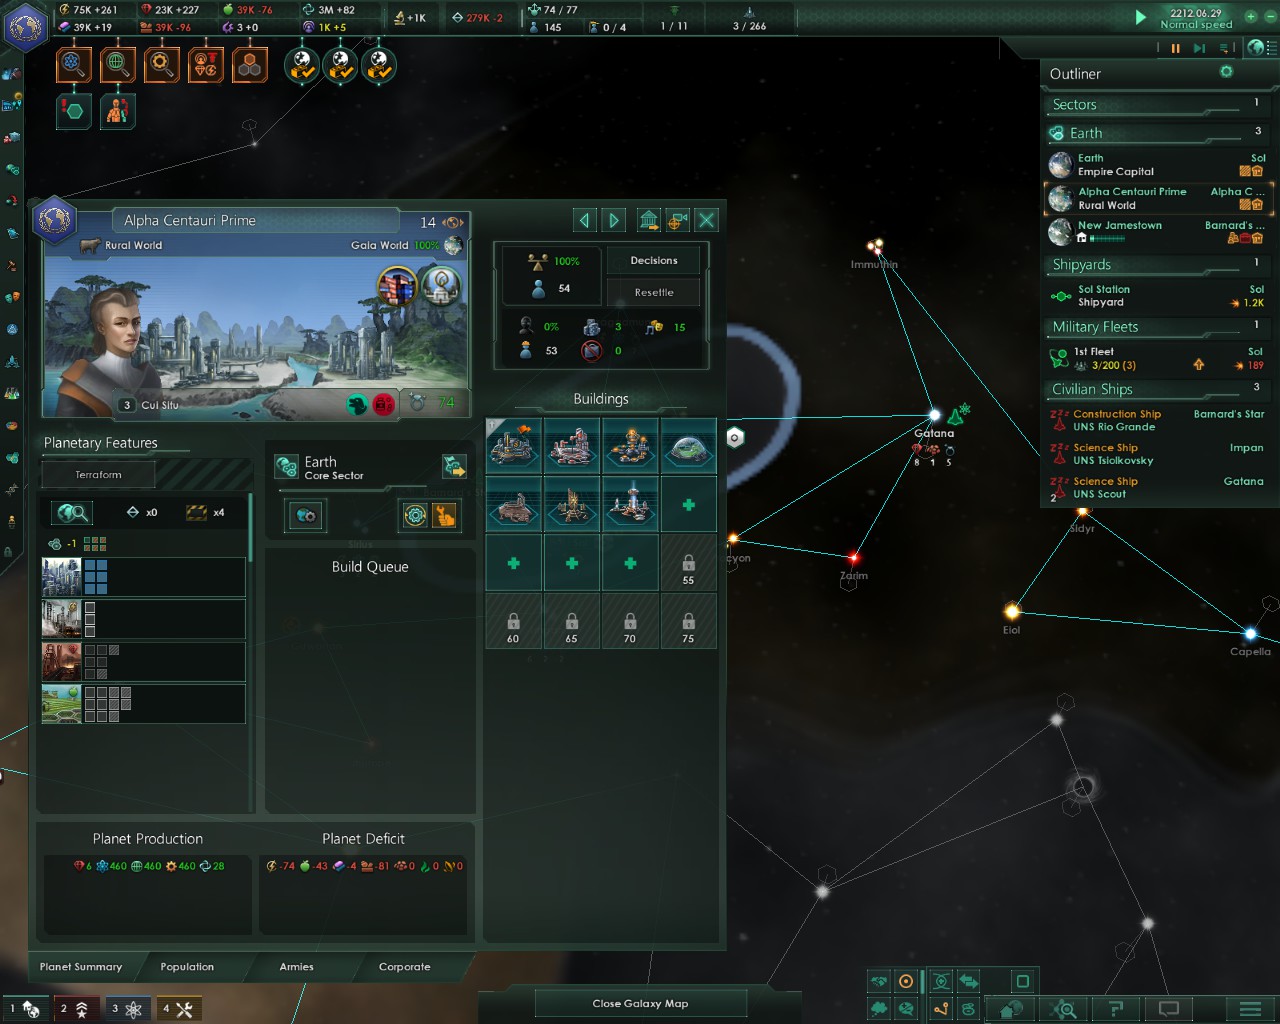 75K +261 23K +227 39K -76 3M +82 +1K 279K -2 74 / 77 2212.06.29
39K +19 39K -96 3 +0 1K +5 145 0 / 4 1 / 11 3 / 266 Normal speed
Outliner
Sectors 1
Earth 3
Earth Sol
Empire Capital
Alpha Centauri Prime Alpha C ...
Rural World
New Jamestown Barnard's ...
Shipyards 1
Sol Station Sol
Shipyard 1.2K
Military Fleets 1
1st Fleet Sol
3/200 (3) 189
Civilian Ships 3
Construction Ship Barnard's Star
UNS Rio Grande
Science Ship Impan
UNS Tsiolkovsky
Science Ship Gatana
2 UNS Scout
Alpha Centauri Prime 14
Rural World Gaia World 100%
3 Cui Situ 74
100% Decisions
54 Resettle
0% 3 15
53 0
Buildings
55
60 65 70 75
Planetary Features
Terraform
x0 x4
-1
Earth
Core Sector
Build Queue
Planet Production
6 460 460 460 28
Planet Deficit
-74 -43 -4 -81 0 0 0
Planet Summary Population Armies Corporate
Immuthin
Gatana
8 1 5
cyon
Zarim
Sidyr
Eiol
Capella
1 2 3 4
Close Galaxy Map